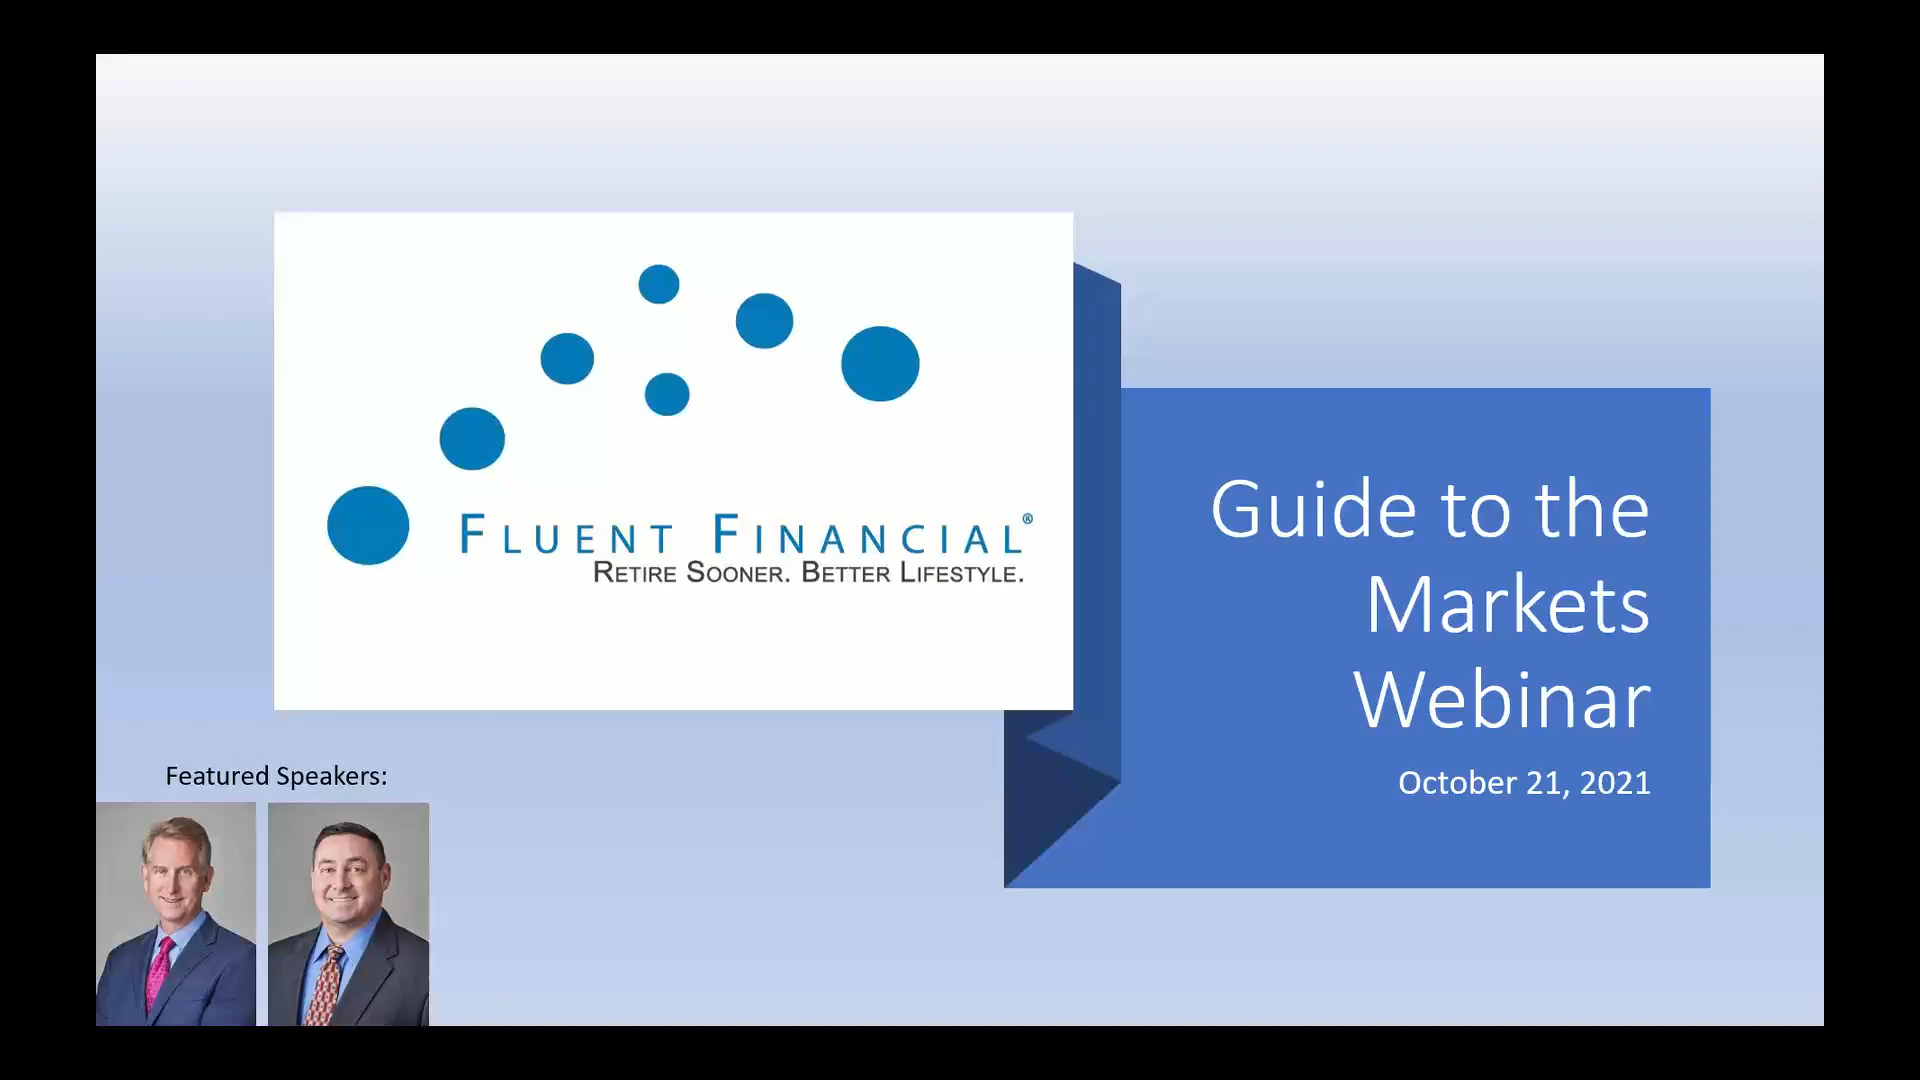 FLUENT FINANCIAL®
RETIRE SOONER. BETTER LIFESTYLE.
Guide to the
Markets
Webinar
October 21, 2021
Featured Speakers: